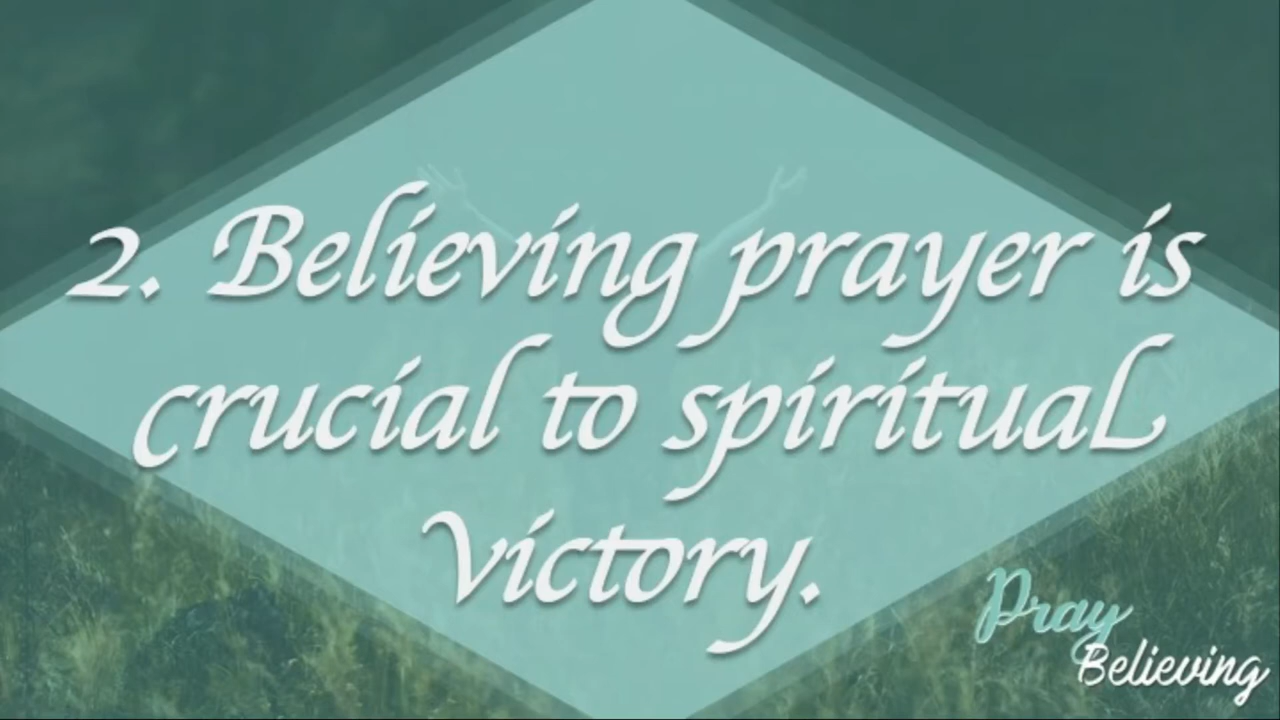 2. Believing prayer is
crucial to spiritual
Victory.
Pray
Believing